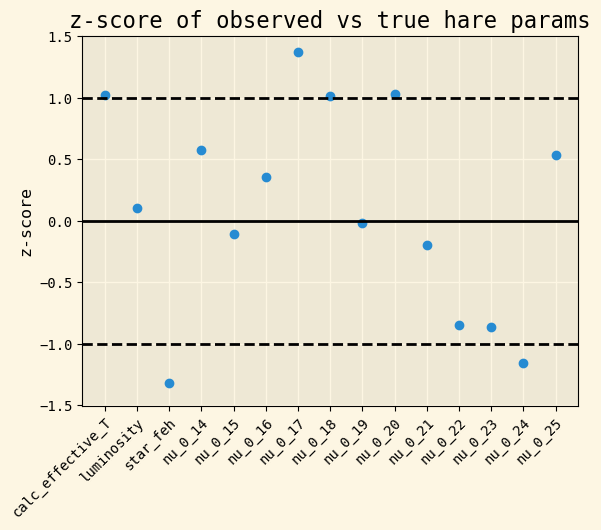 z-score of observed vs true hare params
1.5
1.0
0.5
0.0
−0.5
−1.0
−1.5
z-score
calc_effective_T
luminosity
star_feh
nu_0_14
nu_0_15
nu_0_16
nu_0_17
nu_0_18
nu_0_19
nu_0_20
nu_0_21
nu_0_22
nu_0_23
nu_0_24
nu_0_25